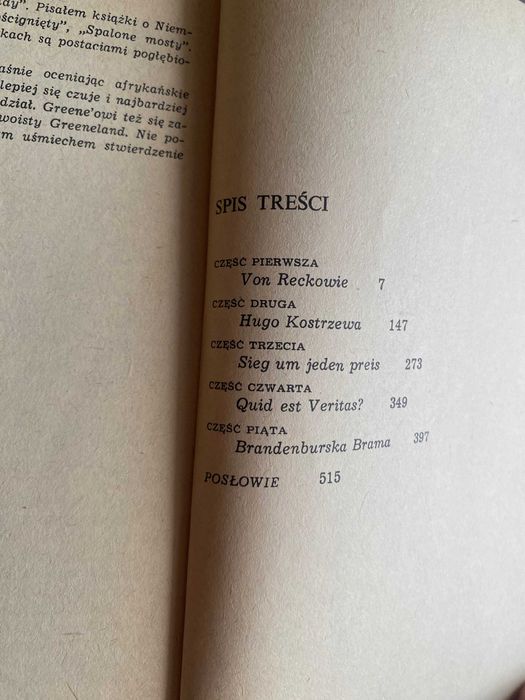 dy”. Pisałem książki o Niem-
ścignięty”, „Spalone mosty”.
kach są postaciami pogłębio-
aśnie oceniając afrykańskie
lepiej się czuje i najbardziej
dział. Greene'owi też się za-
woisty Greeneland. Nie po-
m uśmiechem stwierdzenie
SPIS TREŚCI
CZĘŚĆ PIERWSZA
Von Reckowie 7
CZĘŚĆ DRUGA
Hugo Kostrzewa 147
CZĘŚĆ TRZECIA
Sieg um jeden preis 273
CZĘŚĆ CZWARTA
Quid est Veritas? 349
CZĘŚĆ PIĄTA
Brandenburska Brama 397
POSŁOWIE 515